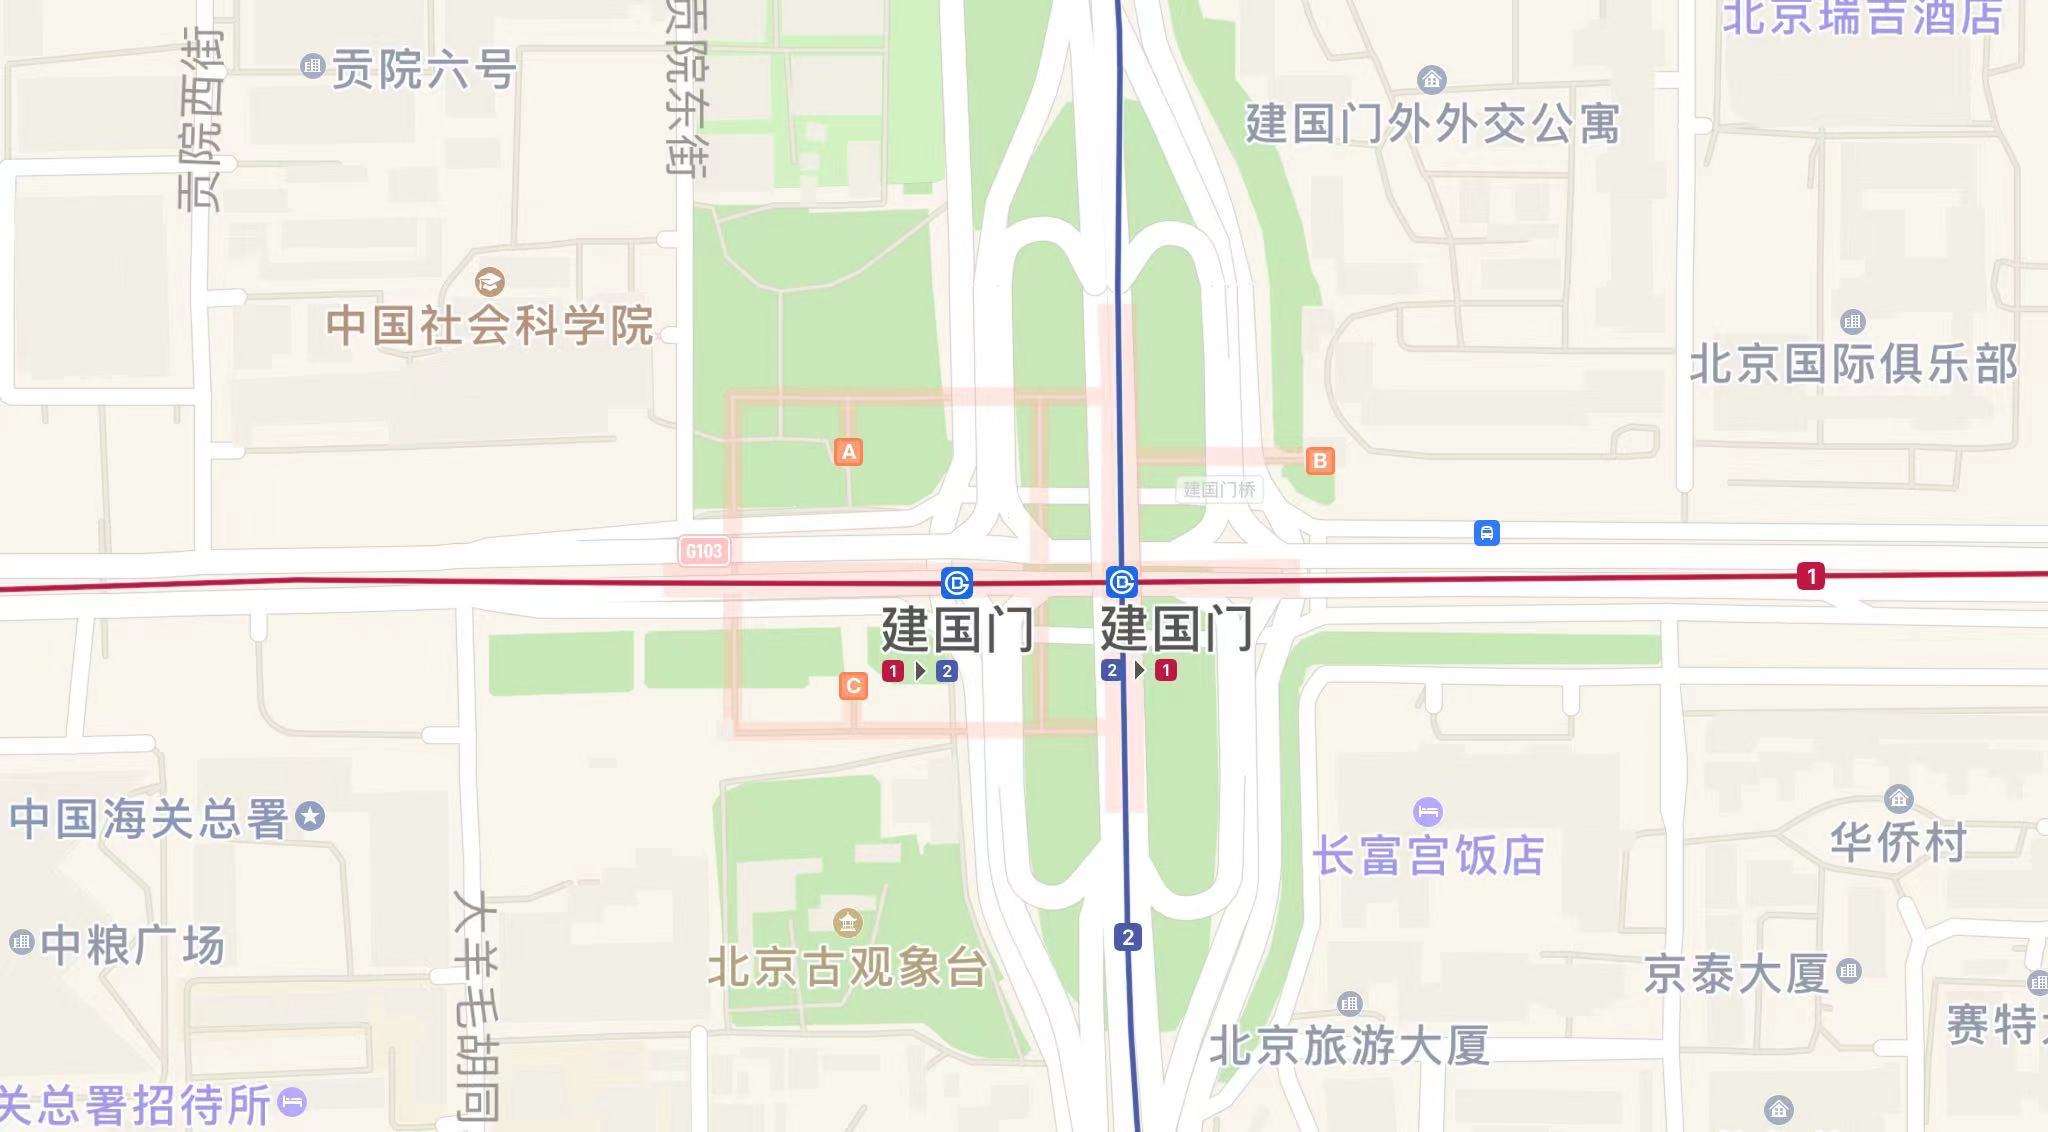 北京瑞吉酒店
贡院西街
贡院六号
贡院东街
建国门外外交公寓
中国社会科学院
北京国际俱乐部
A
B
建国门桥
G103
1
建国门
1 2
建国门
2 1
C
中国海关总署
长富宫饭店
华侨村
大羊毛胡同
中粮广场
2
北京古观象台
京泰大厦
北京旅游大厦
赛特
关总署招待所